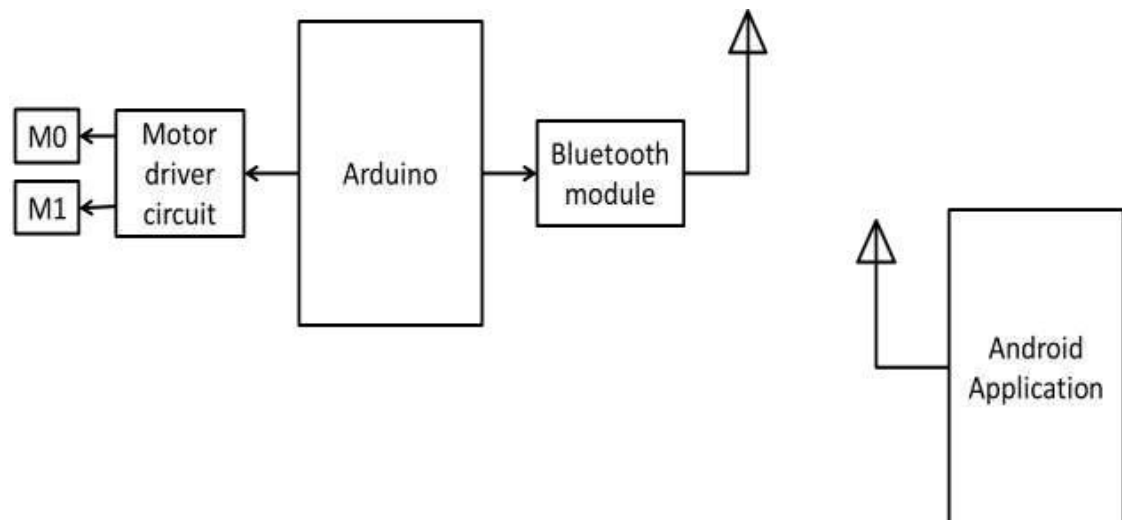 M0
M1
Motor
driver
circuit
Arduino
Bluetooth
module
Android
Application